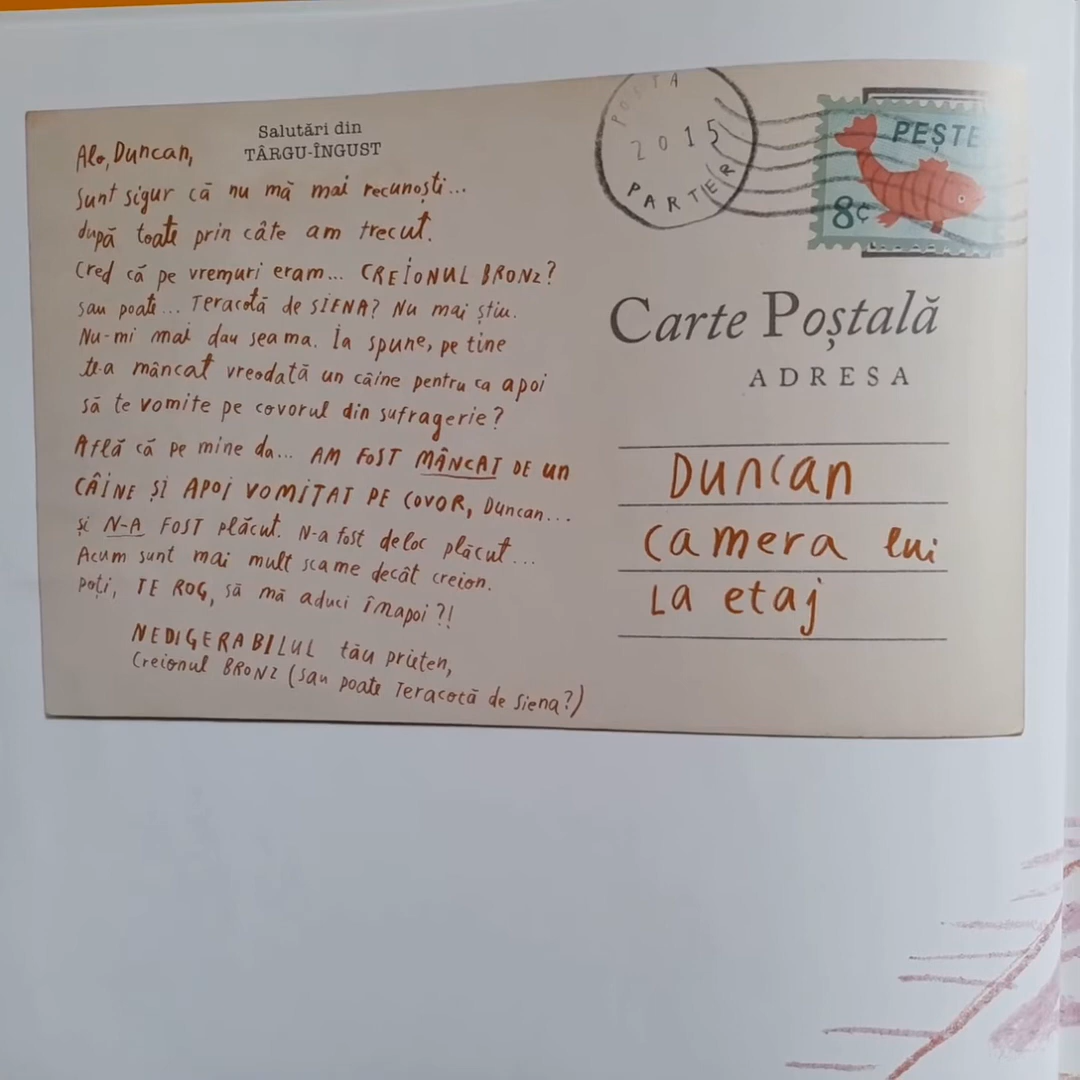 Salutări din
TÂRGU-ÎNGUST
Alo, Duncan,
Sunt sigur că nu mă mai recunoști...
după toate prin câte am trecut.
Cred că pe vremuri eram... CREIONUL BRONZ?
sau poate... Teracotă de SIENA? Nu mai știu.
Nu-mi mai dau seama. Ia spune, pe tine
te-a mâncat vreodată un câine pentru ca apoi
să te vomite pe covorul din sufragerie?
Află că pe mine da... AM FOST MÂNCAT DE un
CÂINE ȘI APOI VOMITAT PE COVOR, Duncan...
și N-A FOST plăcut. N-a fost deloc plăcut...
Acum sunt mai mult scame decât creion.
Poți, TE ROG, să mă aduci înapoi?!
NEDIGERABILUL tău prieten,
Creionul BRONZ (sau poate Teracotă de Siena?)
POȘTA
2015
PARTER
PEȘTE
8¢
Carte Poștală
ADRESA
Duncan
camera lui
La etaj